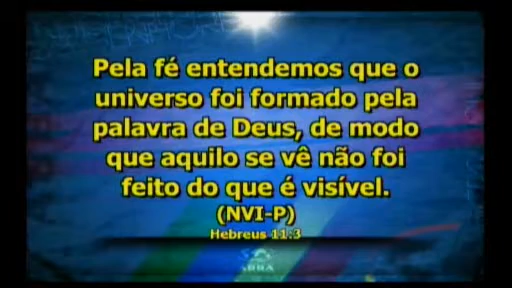 Pela fé entendemos que o
universo foi formado pela
palavra de Deus, de modo
que aquilo se vê não foi
feito do que é visível.
(NVI-P)
Hebreus 11:3